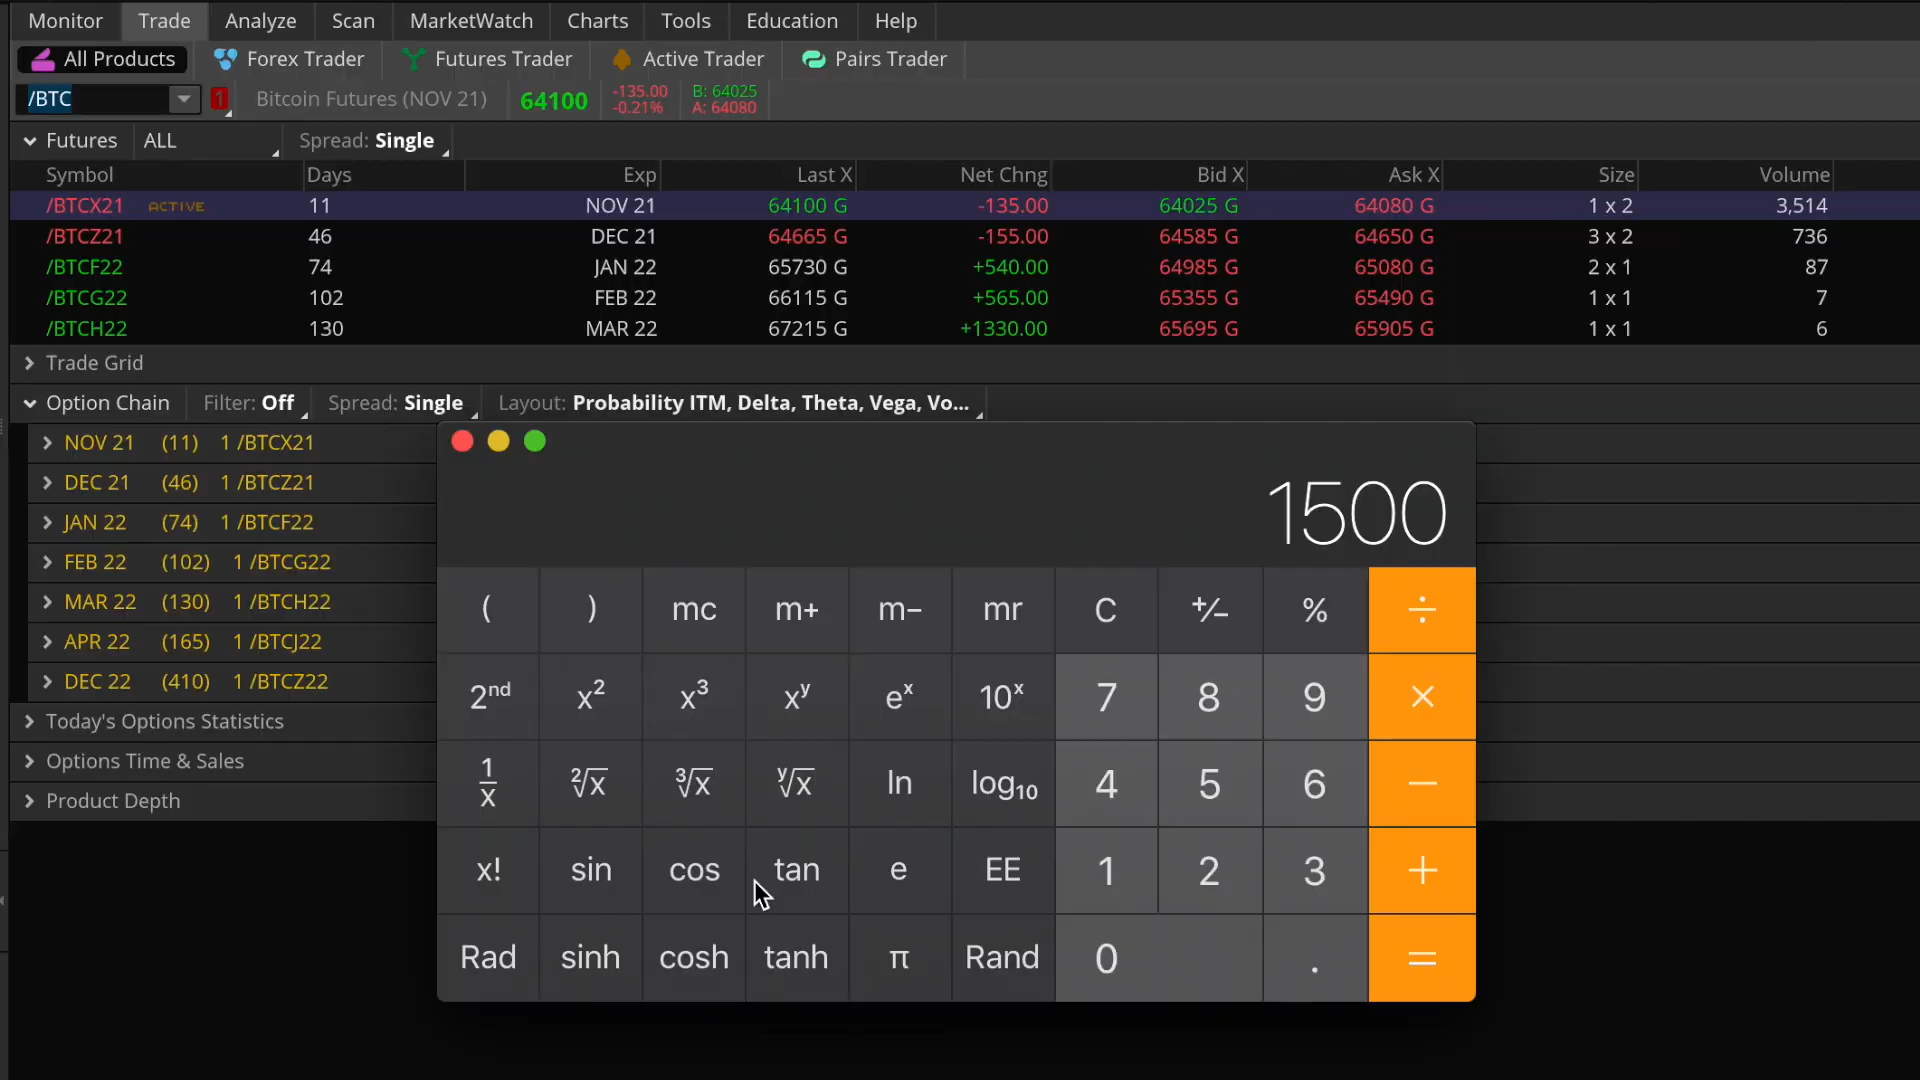 Monitor Trade Analyze Scan MarketWatch Charts Tools Education Help
All Products Forex Trader Futures Trader Active Trader Pairs Trader
/BTC 1 Bitcoin Futures (NOV 21) 64100 -135.00 B: 64025
-0.21% A: 64080
Futures ALL Spread: Single
Symbol Days Exp Last X Net Chng Bid X Ask X Size Volume
/BTCX21 ACTIVE 11 NOV 21 64100 G -135.00 64025 G 64080 G 1 x 2 3,514
/BTCZ21 46 DEC 21 64665 G -155.00 64585 G 64650 G 3 x 2 736
/BTCF22 74 JAN 22 65730 G +540.00 64985 G 65080 G 2 x 1 87
/BTCG22 102 FEB 22 66115 G +565.00 65355 G 65490 G 1 x 1 7
/BTCH22 130 MAR 22 67215 G +1330.00 65695 G 65905 G 1 x 1 6
Trade Grid
Option Chain Filter: Off Spread: Single Layout: Probability ITM, Delta, Theta, Vega, Vo...
NOV 21 (11) 1 /BTCX21
DEC 21 (46) 1 /BTCZ21
JAN 22 (74) 1 /BTCF22
FEB 22 (102) 1 /BTCG22
MAR 22 (130) 1 /BTCH22
APR 22 (165) 1 /BTCJ22
DEC 22 (410) 1 /BTCZ22
Today's Options Statistics
Options Time & Sales
Product Depth
1500
( ) mc m+ m− mr C +/− % ÷
2nd x² x³ xʸ eˣ 10ˣ 7 8 9 ×
1/x ²√x ³√x ʸ√x ln log₁₀ 4 5 6 −
x! sin cos tan e EE 1 2 3 +
Rad sinh cosh tanh π Rand 0 . =